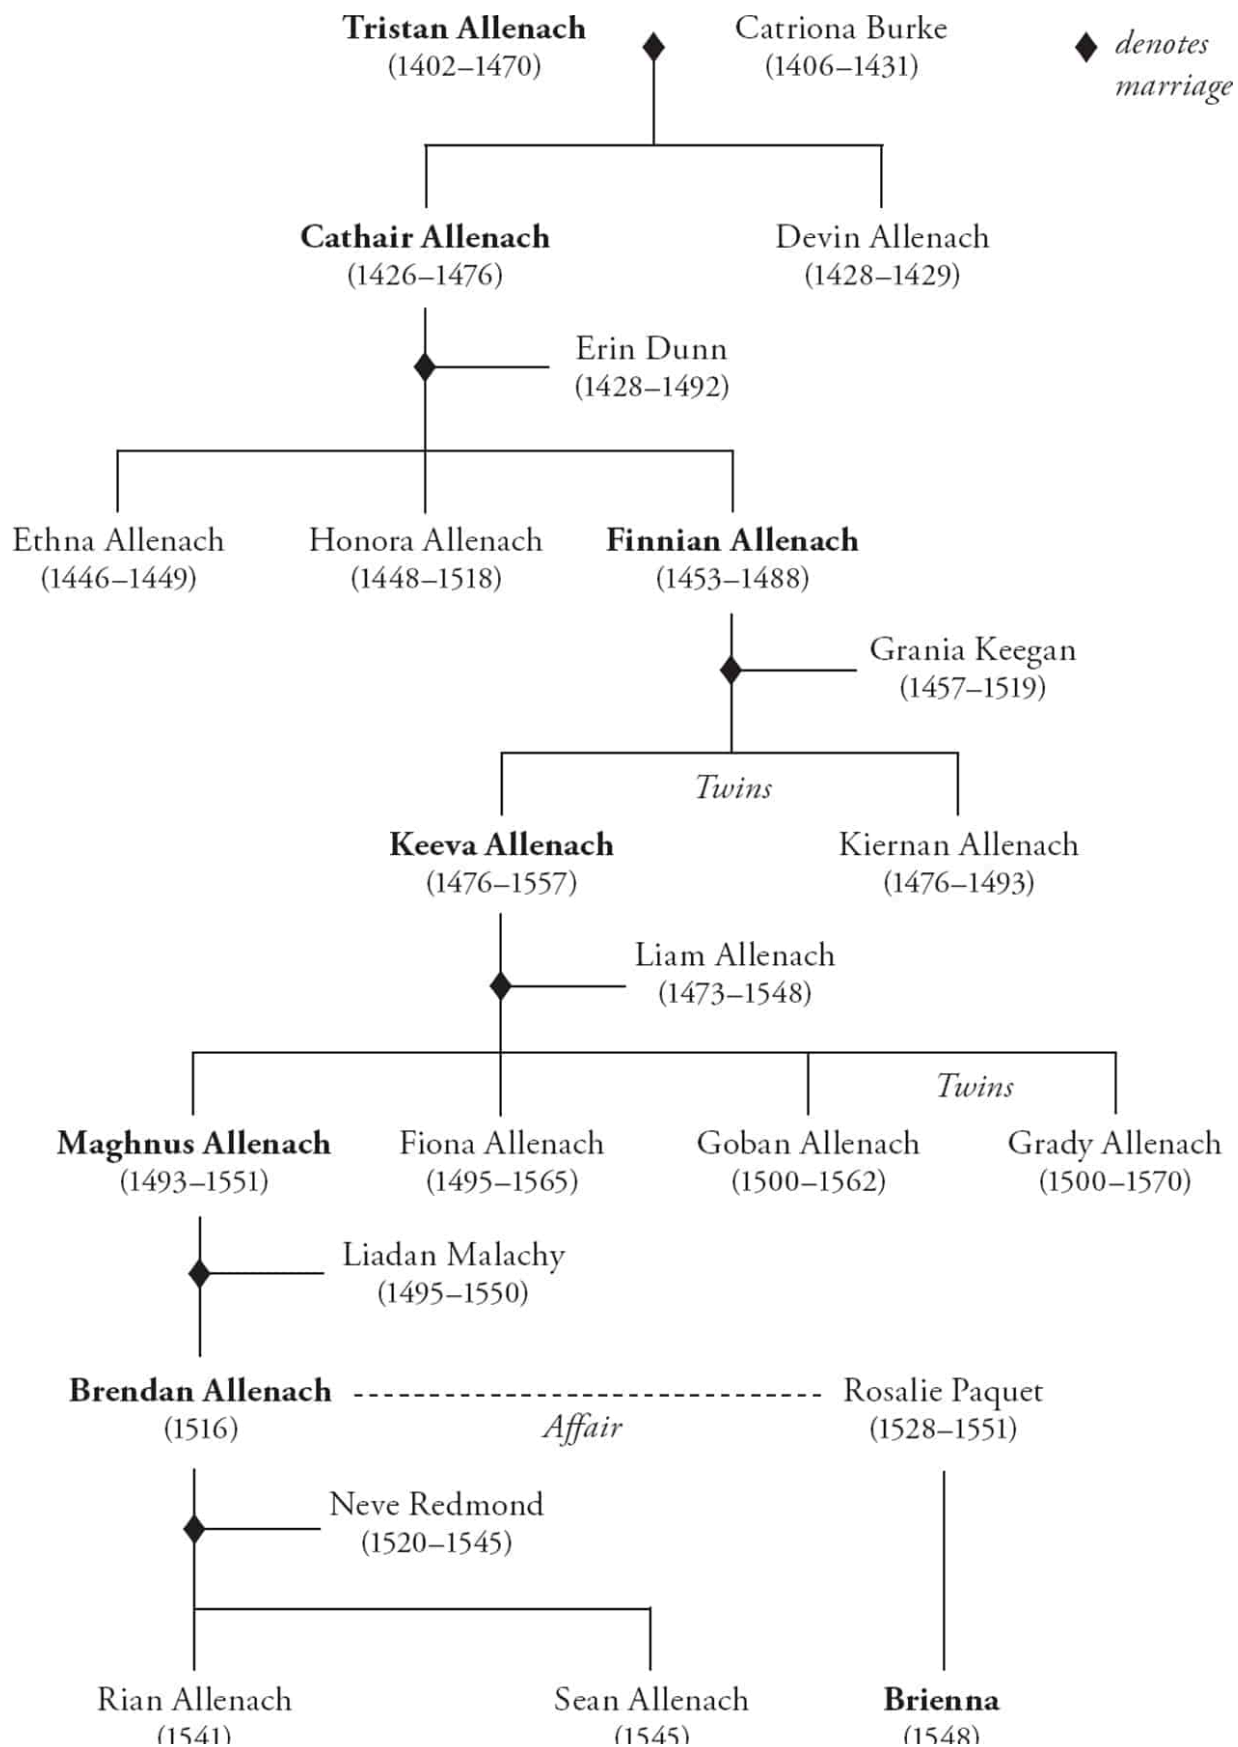 Tristan Allenach
(1402–1470)
Catriona Burke
(1406–1431)
denotes
marriage
Cathair Allenach
(1426–1476)
Devin Allenach
(1428–1429)
Erin Dunn
(1428–1492)
Ethna Allenach
(1446–1449)
Honora Allenach
(1448–1518)
Finnian Allenach
(1453–1488)
Grania Keegan
(1457–1519)
Twins
Keeva Allenach
(1476–1557)
Kiernan Allenach
(1476–1493)
Liam Allenach
(1473–1548)
Twins
Maghnus Allenach
(1493–1551)
Fiona Allenach
(1495–1565)
Goban Allenach
(1500–1562)
Grady Allenach
(1500–1570)
Liadan Malachy
(1495–1550)
Brendan Allenach
(1516)
Affair
Rosalie Paquet
(1528–1551)
Neve Redmond
(1520–1545)
Rian Allenach
(1541)
Sean Allenach
(1545)
Brienna
(1548)